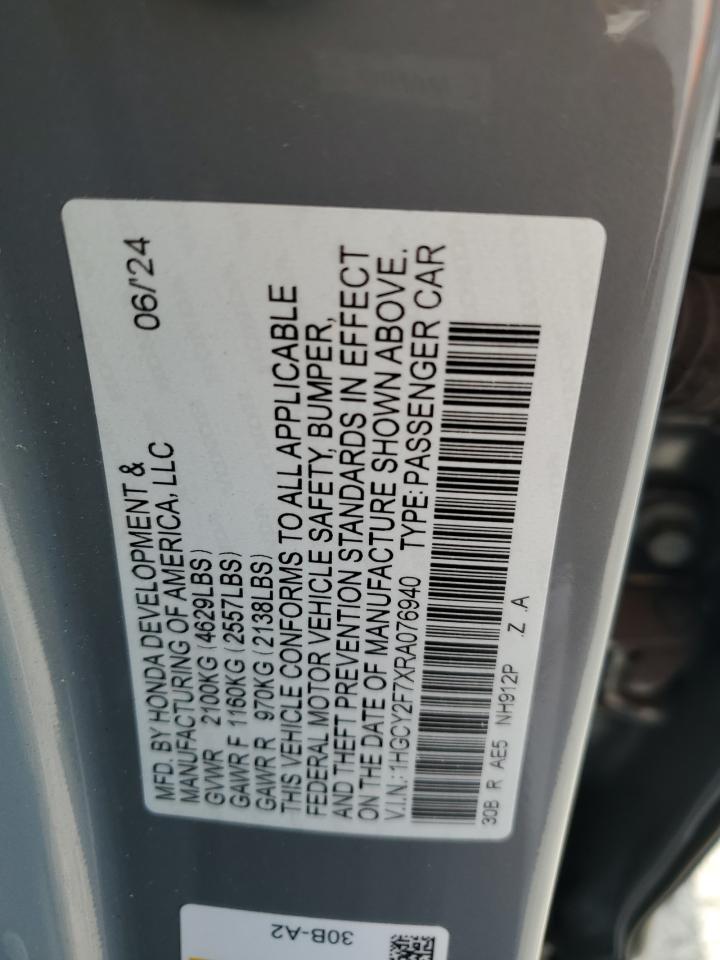 MFD. BY HONDA DEVELOPMENT & 06/'24
MANUFACTURING OF AMERICA, LLC
GVWR 2100KG (4629LBS)
GAWR F 1160KG (2557LBS)
GAWR R 970KG (2138LBS)
THIS VEHICLE CONFORMS TO ALL APPLICABLE
FEDERAL MOTOR VEHICLE SAFETY, BUMPER,
AND THEFT PREVENTION STANDARDS IN EFFECT
ON THE DATE OF MANUFACTURE SHOWN ABOVE.
V.I.N.: 1HGCY2F7XRA076940 TYPE: PASSENGER CAR
30B R AE5 NH912P .Z .A
30B-A2